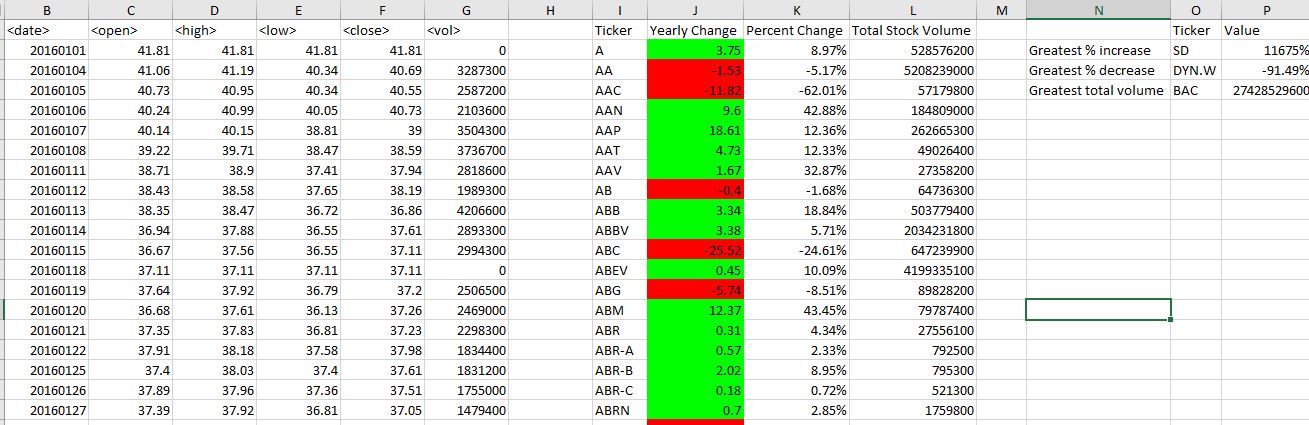 B C D E F G H I J K L M N O P
<date> <open> <high> <low> <close> <vol> Ticker Yearly Change Percent Change Total Stock Volume Ticker Value
20160101 41.81 41.81 41.81 41.81 0 A 3.75 8.97% 528576200 Greatest % increase SD 11675%
20160104 41.06 41.19 40.34 40.69 3287300 AA -1.53 -5.17% 5208239000 Greatest % decrease DYN.W -91.49%
20160105 40.73 40.95 40.34 40.55 2587200 AAC -11.82 -62.01% 57179800 Greatest total volume BAC 27428529600
20160106 40.24 40.99 40.05 40.73 2103600 AAN 9.6 42.88% 184809000
20160107 40.14 40.15 38.81 39 3504300 AAP 18.61 12.36% 262665300
20160108 39.22 39.71 38.47 38.59 3736700 AAT 4.73 12.33% 49026400
20160111 38.71 38.9 37.41 37.94 2818600 AAV 1.67 32.87% 27358200
20160112 38.43 38.58 37.65 38.19 1989300 AB -0.4 -1.68% 64736300
20160113 38.35 38.47 36.72 36.86 4206600 ABB 3.34 18.84% 503779400
20160114 36.94 37.88 36.55 37.61 2893300 ABBV 3.38 5.71% 2034231800
20160115 36.67 37.56 36.55 37.11 2994300 ABC -25.52 -24.61% 647239900
20160118 37.11 37.11 37.11 37.11 0 ABEV 0.45 10.09% 4199335100
20160119 37.64 37.92 36.79 37.2 2506500 ABG -5.74 -8.51% 89828200
20160120 36.68 37.61 36.13 37.26 2469000 ABM 12.37 43.45% 79787400
20160121 37.35 37.83 36.81 37.23 2298300 ABR 0.31 4.34% 27556100
20160122 37.91 38.18 37.58 37.98 1834400 ABR-A 0.57 2.33% 792500
20160125 37.4 38.03 37.4 37.61 1831200 ABR-B 2.02 8.95% 795300
20160126 37.89 37.96 37.36 37.51 1755000 ABR-C 0.18 0.72% 521300
20160127 37.39 37.92 36.81 37.05 1479400 ABRN 0.7 2.85% 1759800